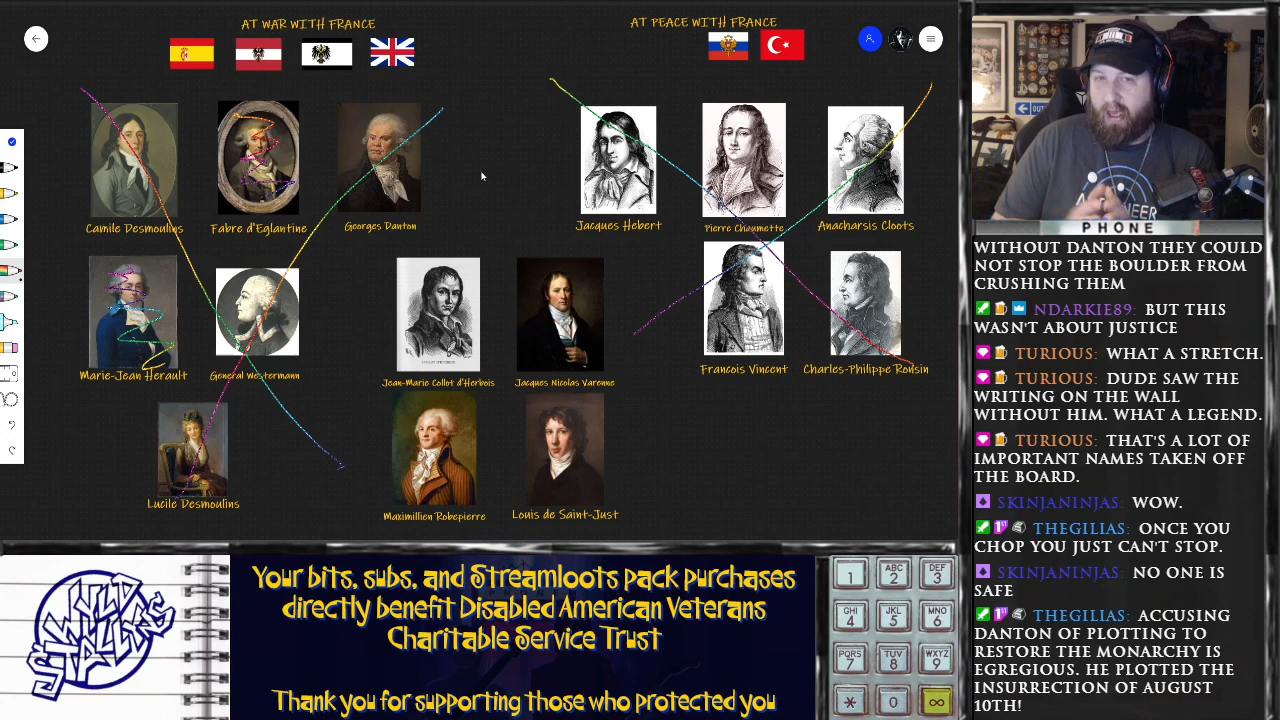 AT WAR WITH FRANCE
AT PEACE WITH FRANCE
Camile Desmoulins
Fabre d'Eglantine
Georges Danton
Jacques Hebert
Pierre Chaumette
Anacharsis Cloots
Marie-Jean Herault
General Westermann
Jean-Marie Collot d'Herbois
Jacques Nicolas Varenne
Francois Vincent
Charles-Philippe Ronsin
Lucile Desmoulins
Maximillien Robepierre
Louis de Saint-Just
PHONE
WITHOUT DANTON THEY COULD
NOT STOP THE BOULDER FROM
CRUSHING THEM
NDARKIE89: BUT THIS
WASN'T ABOUT JUSTICE
TURIOUS: WHAT A STRETCH.
TURIOUS: DUDE SAW THE
WRITING ON THE WALL
WITHOUT HIM. WHAT A LEGEND.
TURIOUS: THAT'S A LOT OF
IMPORTANT NAMES TAKEN OFF
THE BOARD.
SKINJANINJAS: WOW.
THEGILIAS: ONCE YOU
CHOP YOU JUST CAN'T STOP.
SKINJANINJAS: NO ONE IS
SAFE
THEGILIAS: ACCUSING
DANTON OF PLOTTING TO
RESTORE THE MONARCHY IS
EGREGIOUS. HE PLOTTED THE
INSURRECTION OF AUGUST
10TH!
WYLD
STALLYNS
Your bits, subs, and Streamloots pack purchases
directly benefit Disabled American Veterans
Charitable Service Trust
Thank you for supporting those who protected you
1 ABC 2 DEF 3
GHI 4 JKL 5 MNO 6
PQRS 7 TUV 8 WXYZ 9
* 0 ∞